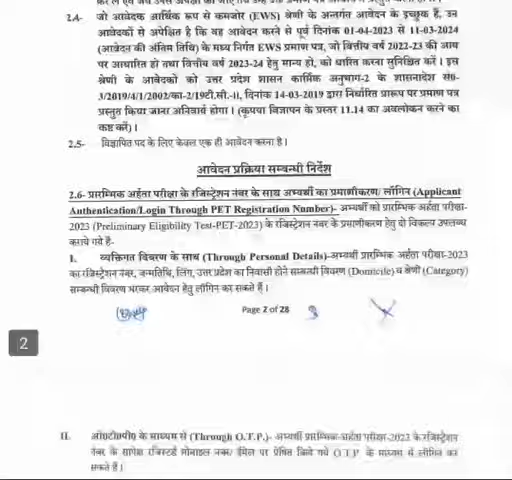 2.4- जो आवेदक आर्थिक रूप से कमजोर (EWS) श्रेणी के अन्तर्गत आवेदन के इच्छुक हैं, उन
आवेदकों से अपेक्षित है कि वह आवेदन करने से पूर्व दिनांक 01-04-2023 से 11-03-2024
(आवेदन की अंतिम तिथि) के मध्य निर्गत EWS प्रमाण पत्र, जो वित्तीय वर्ष 2022-23 की आय
पर आधारित हो तथा वित्तीय वर्ष 2023-24 हेतु मान्य हो, को धारित करना सुनिश्चित करें। इस
श्रेणी के आवेदकों को उत्तर प्रदेश शासन कार्मिक अनुभाग-2 के शासनादेश सं0-
3/2019/4/1/2002/का-2/19टी.सी.-II, दिनांक 14-03-2019 द्वारा निर्धारित प्रारूप पर प्रमाण पत्र
प्रस्तुत किया जाना अनिवार्य होगा। (कृपया विज्ञापन के प्रस्तर 11.14 का अवलोकन करने का
कष्ट करें)।
2.5- विज्ञापित पद के लिए केवल एक ही आवेदन करना है।
आवेदन प्रक्रिया सम्बन्धी निर्देश
2.6- प्रारम्भिक अर्हता परीक्षा के रजिस्ट्रेशन नंबर के साथ अभ्यर्थी का प्रमाणीकरण/ लॉगिन (Applicant
Authentication/Login Through PET Registration Number)- अभ्यर्थी को प्रारम्भिक अर्हता परीक्षा-
2023 (Preliminary Eligibility Test-PET-2023) के रजिस्ट्रेशन नंबर के प्रमाणीकरण हेतु दो विकल्प उपलब्ध
कराये गये है-
I. व्यक्तिगत विवरण के साथ (Through Personal Details)-अभ्यर्थी प्रारम्भिक अर्हता परीक्षा-2023
का रजिस्ट्रेशन नंबर, जन्मतिथि, लिंग, उत्तर प्रदेश का निवासी होने सम्बन्धी विवरण (Domicile) व श्रेणी (Category)
सम्बन्धी विवरण भरकर आवेदन हेतु लॉगिन कर सकते हैं।
Page 2 of 28
2
II. ओ0टी0पी0 के माध्यम से (Through O.T.P.)- अभ्यर्थी प्रारम्भिक अर्हता परीक्षा-2023 के रजिस्ट्रेशन
नंबर के सापेक्ष रजिस्टर्ड मोबाइल नम्बर/ ईमेल पर प्रेषित किये गये O.T.P के माध्यम से लॉगिन कर
सकते हैं।